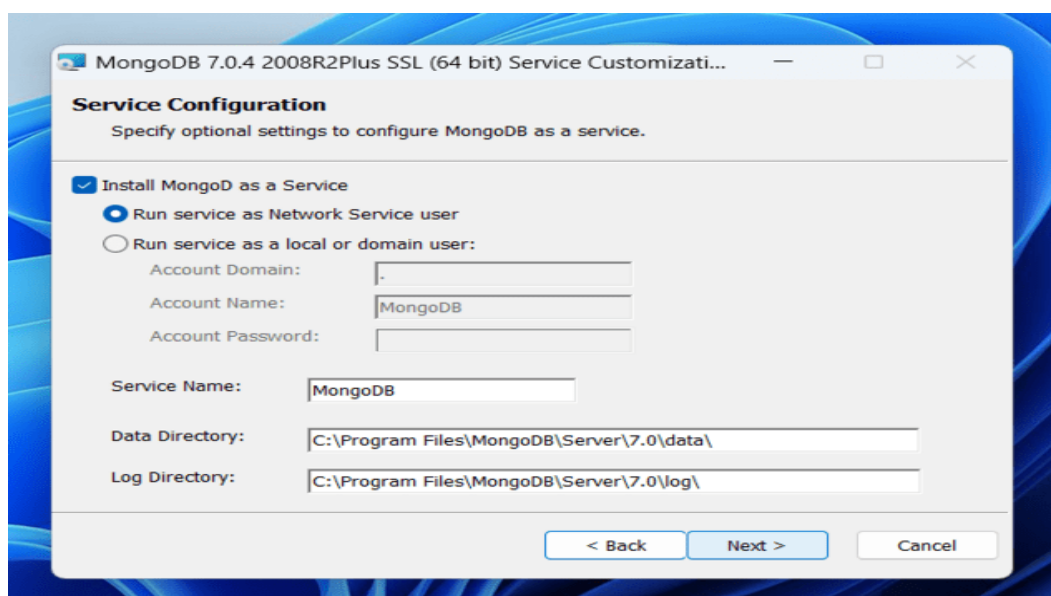 MongoDB 7.0.4 2008R2Plus SSL (64 bit) Service Customizati...
Service Configuration
Specify optional settings to configure MongoDB as a service.
Install MongoD as a Service
Run service as Network Service user
Run service as a local or domain user:
Account Domain: .
Account Name: MongoDB
Account Password:
Service Name: MongoDB
Data Directory: C:\Program Files\MongoDB\Server\7.0\data\
Log Directory: C:\Program Files\MongoDB\Server\7.0\log\
< Back Next > Cancel